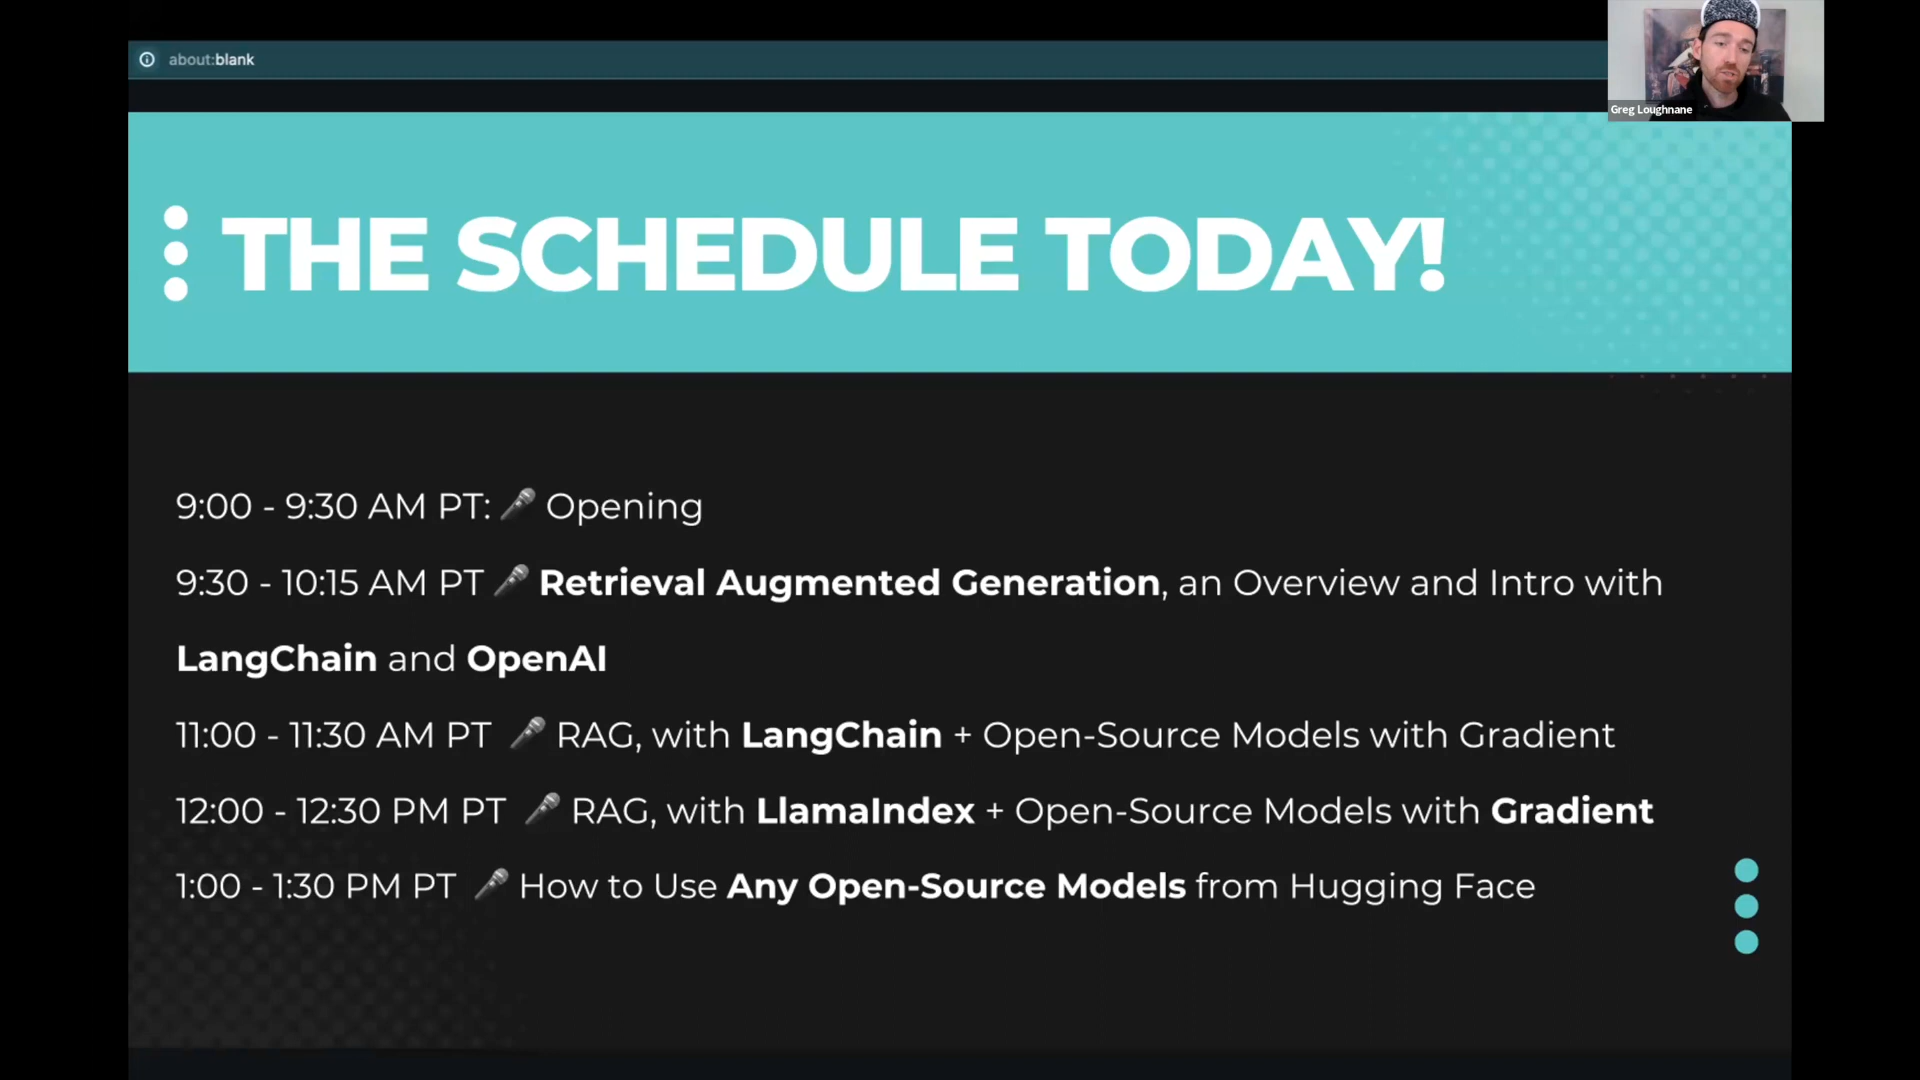 about:blank
Greg Loughnane
THE SCHEDULE TODAY!
9:00 - 9:30 AM PT: 🎤 Opening
9:30 - 10:15 AM PT 🎤 Retrieval Augmented Generation, an Overview and Intro with
LangChain and OpenAI
11:00 - 11:30 AM PT 🎤 RAG, with LangChain + Open-Source Models with Gradient
12:00 - 12:30 PM PT 🎤 RAG, with LlamaIndex + Open-Source Models with Gradient
1:00 - 1:30 PM PT 🎤 How to Use Any Open-Source Models from Hugging Face